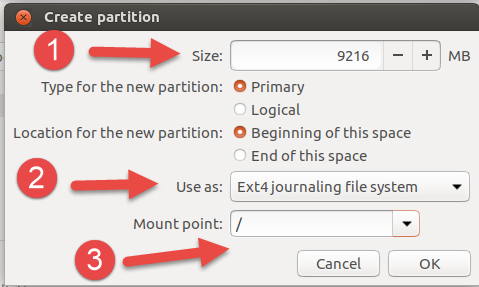 Create partition
1
Size: 9216 − + MB
Type for the new partition: Primary
Logical
Location for the new partition: Beginning of this space
End of this space
2
Use as: Ext4 journaling file system
Mount point: /
3
Cancel OK